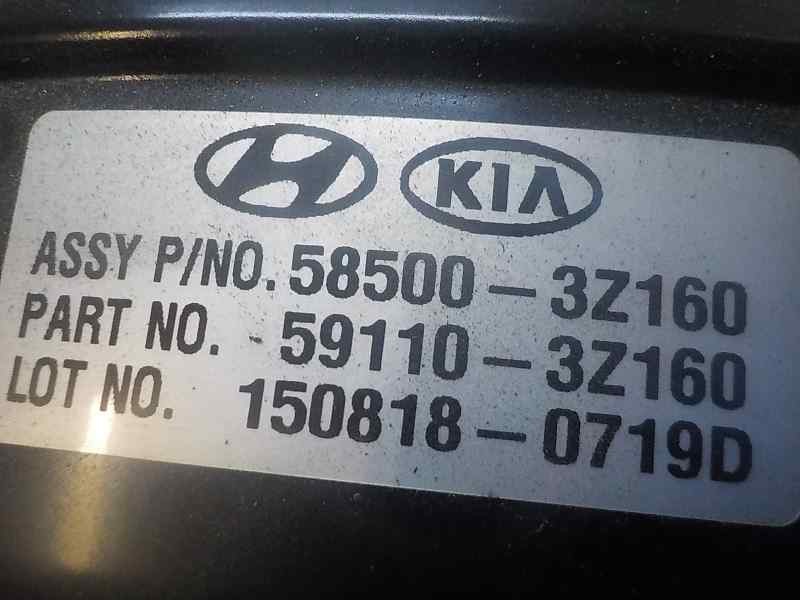 KIA
ASSY P/NO. 58500-3Z160
PART NO. 59110-3Z160
LOT NO. 150818-0719D